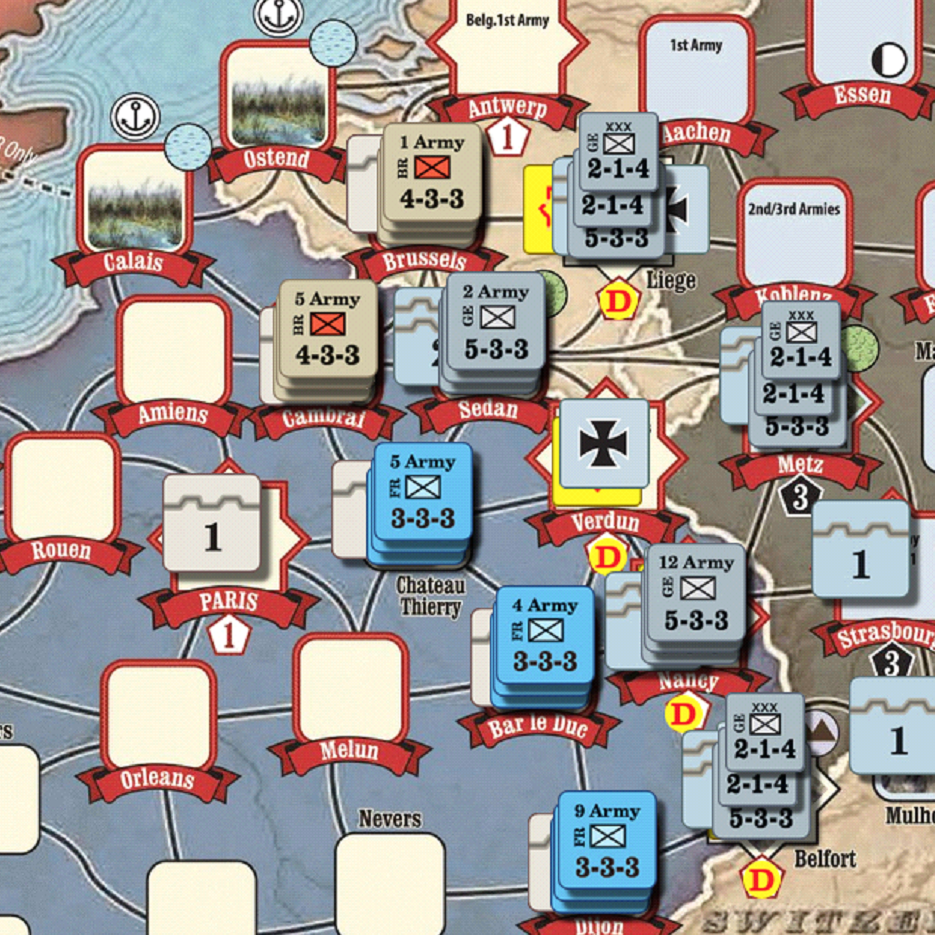 Belg.1st Army
1st Army
Essen
Antwerp
1
Aachen
Only
Ostend
1 Army
BR
4-3-3
XXX
GE
2-1-4
2-1-4
5-3-3
2nd/3rd Armies
Calais
Brussels
Liege
D
Koblenz
5 Army
BR
4-3-3
2 Army
GE
5-3-3
XXX
GE
2-1-4
2-1-4
5-3-3
Amiens
Cambrai
Sedan
Metz
3
5 Army
FR
3-3-3
1
Rouen
Verdun
D
1
PARIS
1
Chateau
Thierry
12 Army
GE
5-3-3
4 Army
FR
3-3-3
Strasbourg
3
Nancy
D
Bar le Duc
XXX
GE
2-1-4
2-1-4
5-3-3
1
Melun
Orleans
9 Army
FR
3-3-3
Nevers
Mulho
Belfort
D
Dijon
SWITZE